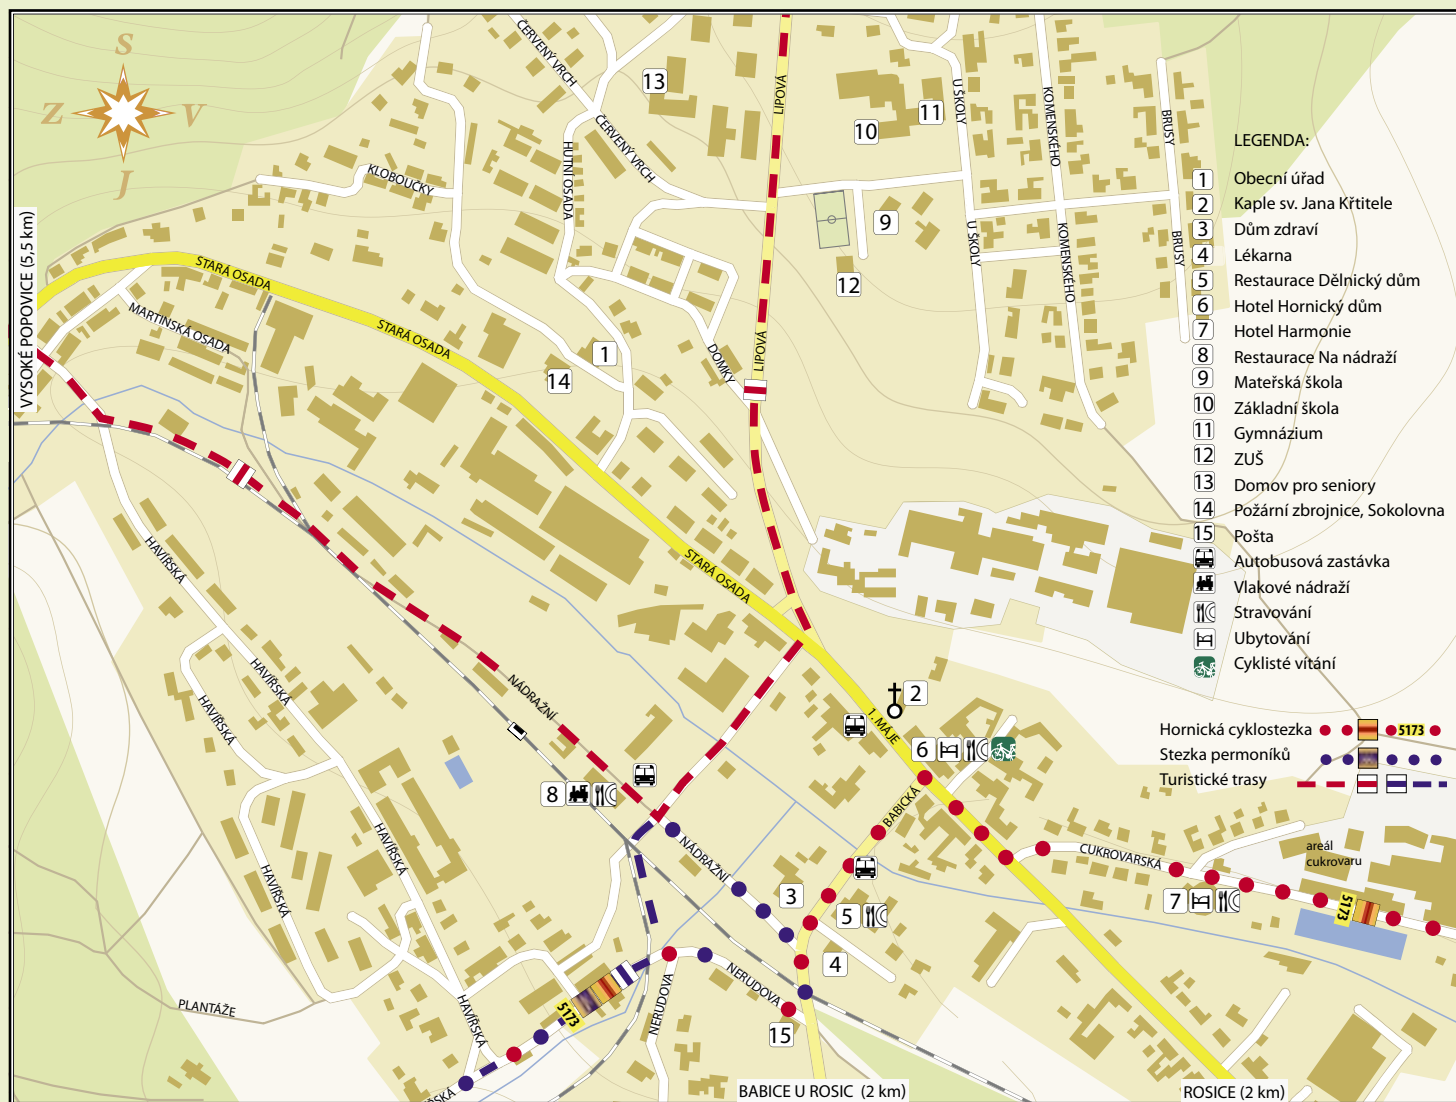 S
Z
V
J
ČERVENÝ VRCH
13
LIPOVÁ
10
11
U ŠKOLY
KOMENSKÉHO
BRUSY
ČERVENÝ VRCH
HUTNÍ OSADA
KLOBOUČKY
VYSOKÉ POPOVICE (5,5 km)
STARÁ OSADA
MARTINSKÁ OSADA
STARÁ OSADA
9
12
U ŠKOLY
KOMENSKÉHO
BRUSY
1
14
DOMKY
LIPOVÁ
LEGENDA:
1 Obecní úřad
2 Kaple sv. Jana Křtitele
3 Dům zdraví
4 Lékarna
5 Restaurace Dělnický dům
6 Hotel Hornický dům
7 Hotel Harmonie
8 Restaurace Na nádraží
9 Mateřská škola
10 Základní škola
11 Gymnázium
12 ZUŠ
13 Domov pro seniory
14 Požární zbrojnice, Sokolovna
15 Pošta
Autobusová zastávka
Vlakové nádraží
Stravování
Ubytování
Cyklisté vítání
Hornická cyklostezka 5173
Stezka permoníků
Turistické trasy
STARÁ OSADA
HAVÍŘSKÁ
HAVÍŘSKÁ
HAVÍŘSKÁ
NÁDRAŽNÍ
2
1. MÁJE
6
8
BABICKÁ
HAVÍŘSKÁ
NÁDRAŽNÍ
CUKROVARSKÁ
areál
cukrovaru
HAVÍŘSKÁ
3
5
7
5173
4
NERUDOVA
NERUDOVA
PLANTÁŽE
HAVÍŘSKÁ
5173
15
HAVÍŘSKÁ
BABICE U ROSIC (2 km)
ROSICE (2 km)